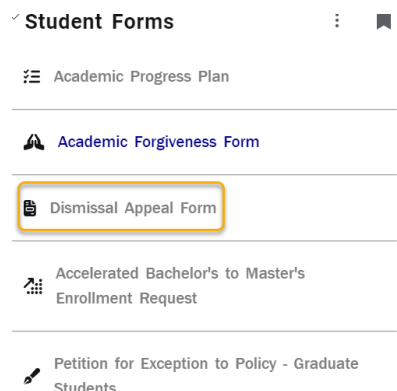 Student Forms
Academic Progress Plan
Academic Forgiveness Form
Dismissal Appeal Form
Accelerated Bachelor's to Master's
Enrollment Request
Petition for Exception to Policy - Graduate
Students